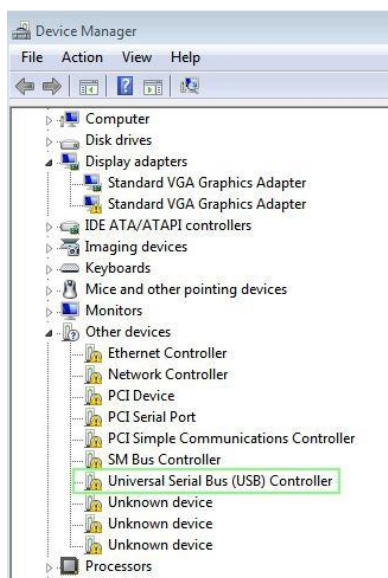 Device Manager
File Action View Help
Computer
Disk drives
Display adapters
Standard VGA Graphics Adapter
Standard VGA Graphics Adapter
IDE ATA/ATAPI controllers
Imaging devices
Keyboards
Mice and other pointing devices
Monitors
Other devices
Ethernet Controller
Network Controller
PCI Device
PCI Serial Port
PCI Simple Communications Controller
SM Bus Controller
Universal Serial Bus (USB) Controller
Unknown device
Unknown device
Unknown device
Processors